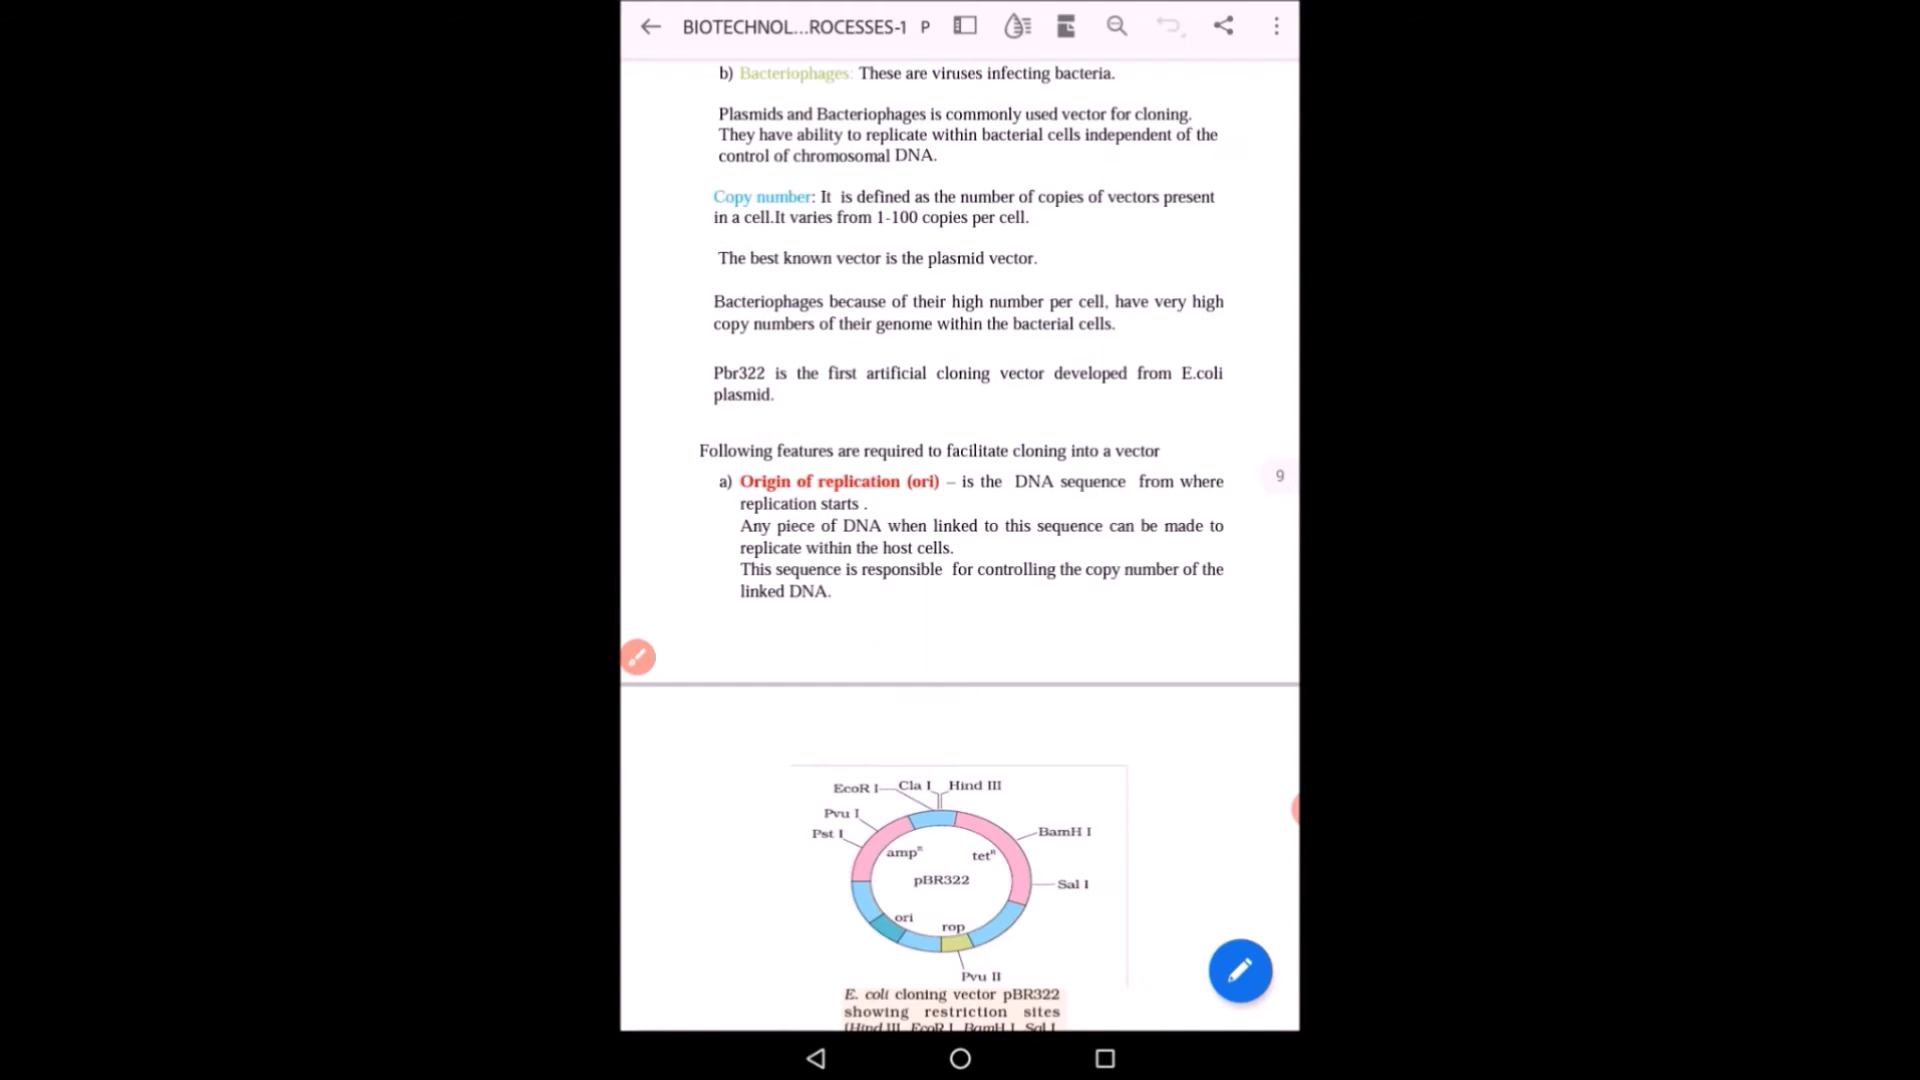 BIOTECHNOL...ROCESSES-1 P
b) Bacteriophages: These are viruses infecting bacteria.
Plasmids and Bacteriophages is commonly used vector for cloning.
They have ability to replicate within bacterial cells independent of the
control of chromosomal DNA.
Copy number: It is defined as the number of copies of vectors present
in a cell.It varies from 1-100 copies per cell.
The best known vector is the plasmid vector.
Bacteriophages because of their high number per cell, have very high
copy numbers of their genome within the bacterial cells.
Pbr322 is the first artificial cloning vector developed from E.coli
plasmid.
Following features are required to facilitate cloning into a vector
a) Origin of replication (ori) – is the DNA sequence from where
replication starts .
Any piece of DNA when linked to this sequence can be made to
replicate within the host cells.
This sequence is responsible for controlling the copy number of the
linked DNA.
9
EcoR I Cla I Hind III
Pvu I
Pst I
BamH I
ampᴿ tetᴿ
pBR322
Sal I
ori
rop
Pvu II
E. coli cloning vector pBR322
showing restriction sites
(Hind III, EcoR I, BamH I, Sal I,